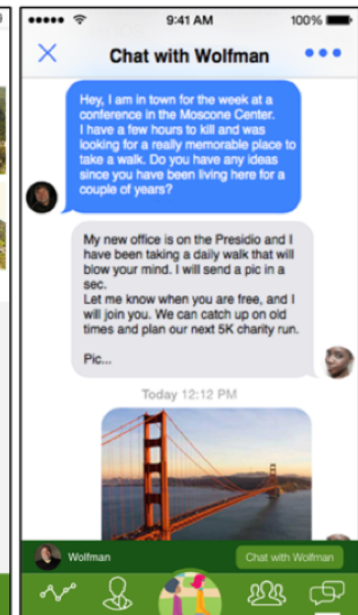 9:41 AM
100%
Chat with Wolfman
Hey, I am in town for the week at a
conference in the Moscone Center.
I have a few hours to kill and was
looking for a really memorable place to
take a walk. Do you have any ideas
since you have been living here for a
couple of years?
My new office is on the Presidio and I
have been taking a daily walk that will
blow your mind. I will send a pic in a
sec.
Let me know when you are free, and I
will join you. We can catch up on old
times and plan our next 5K charity run.
Pic...
Today 12:12 PM
Wolfman
Chat with Wolfman